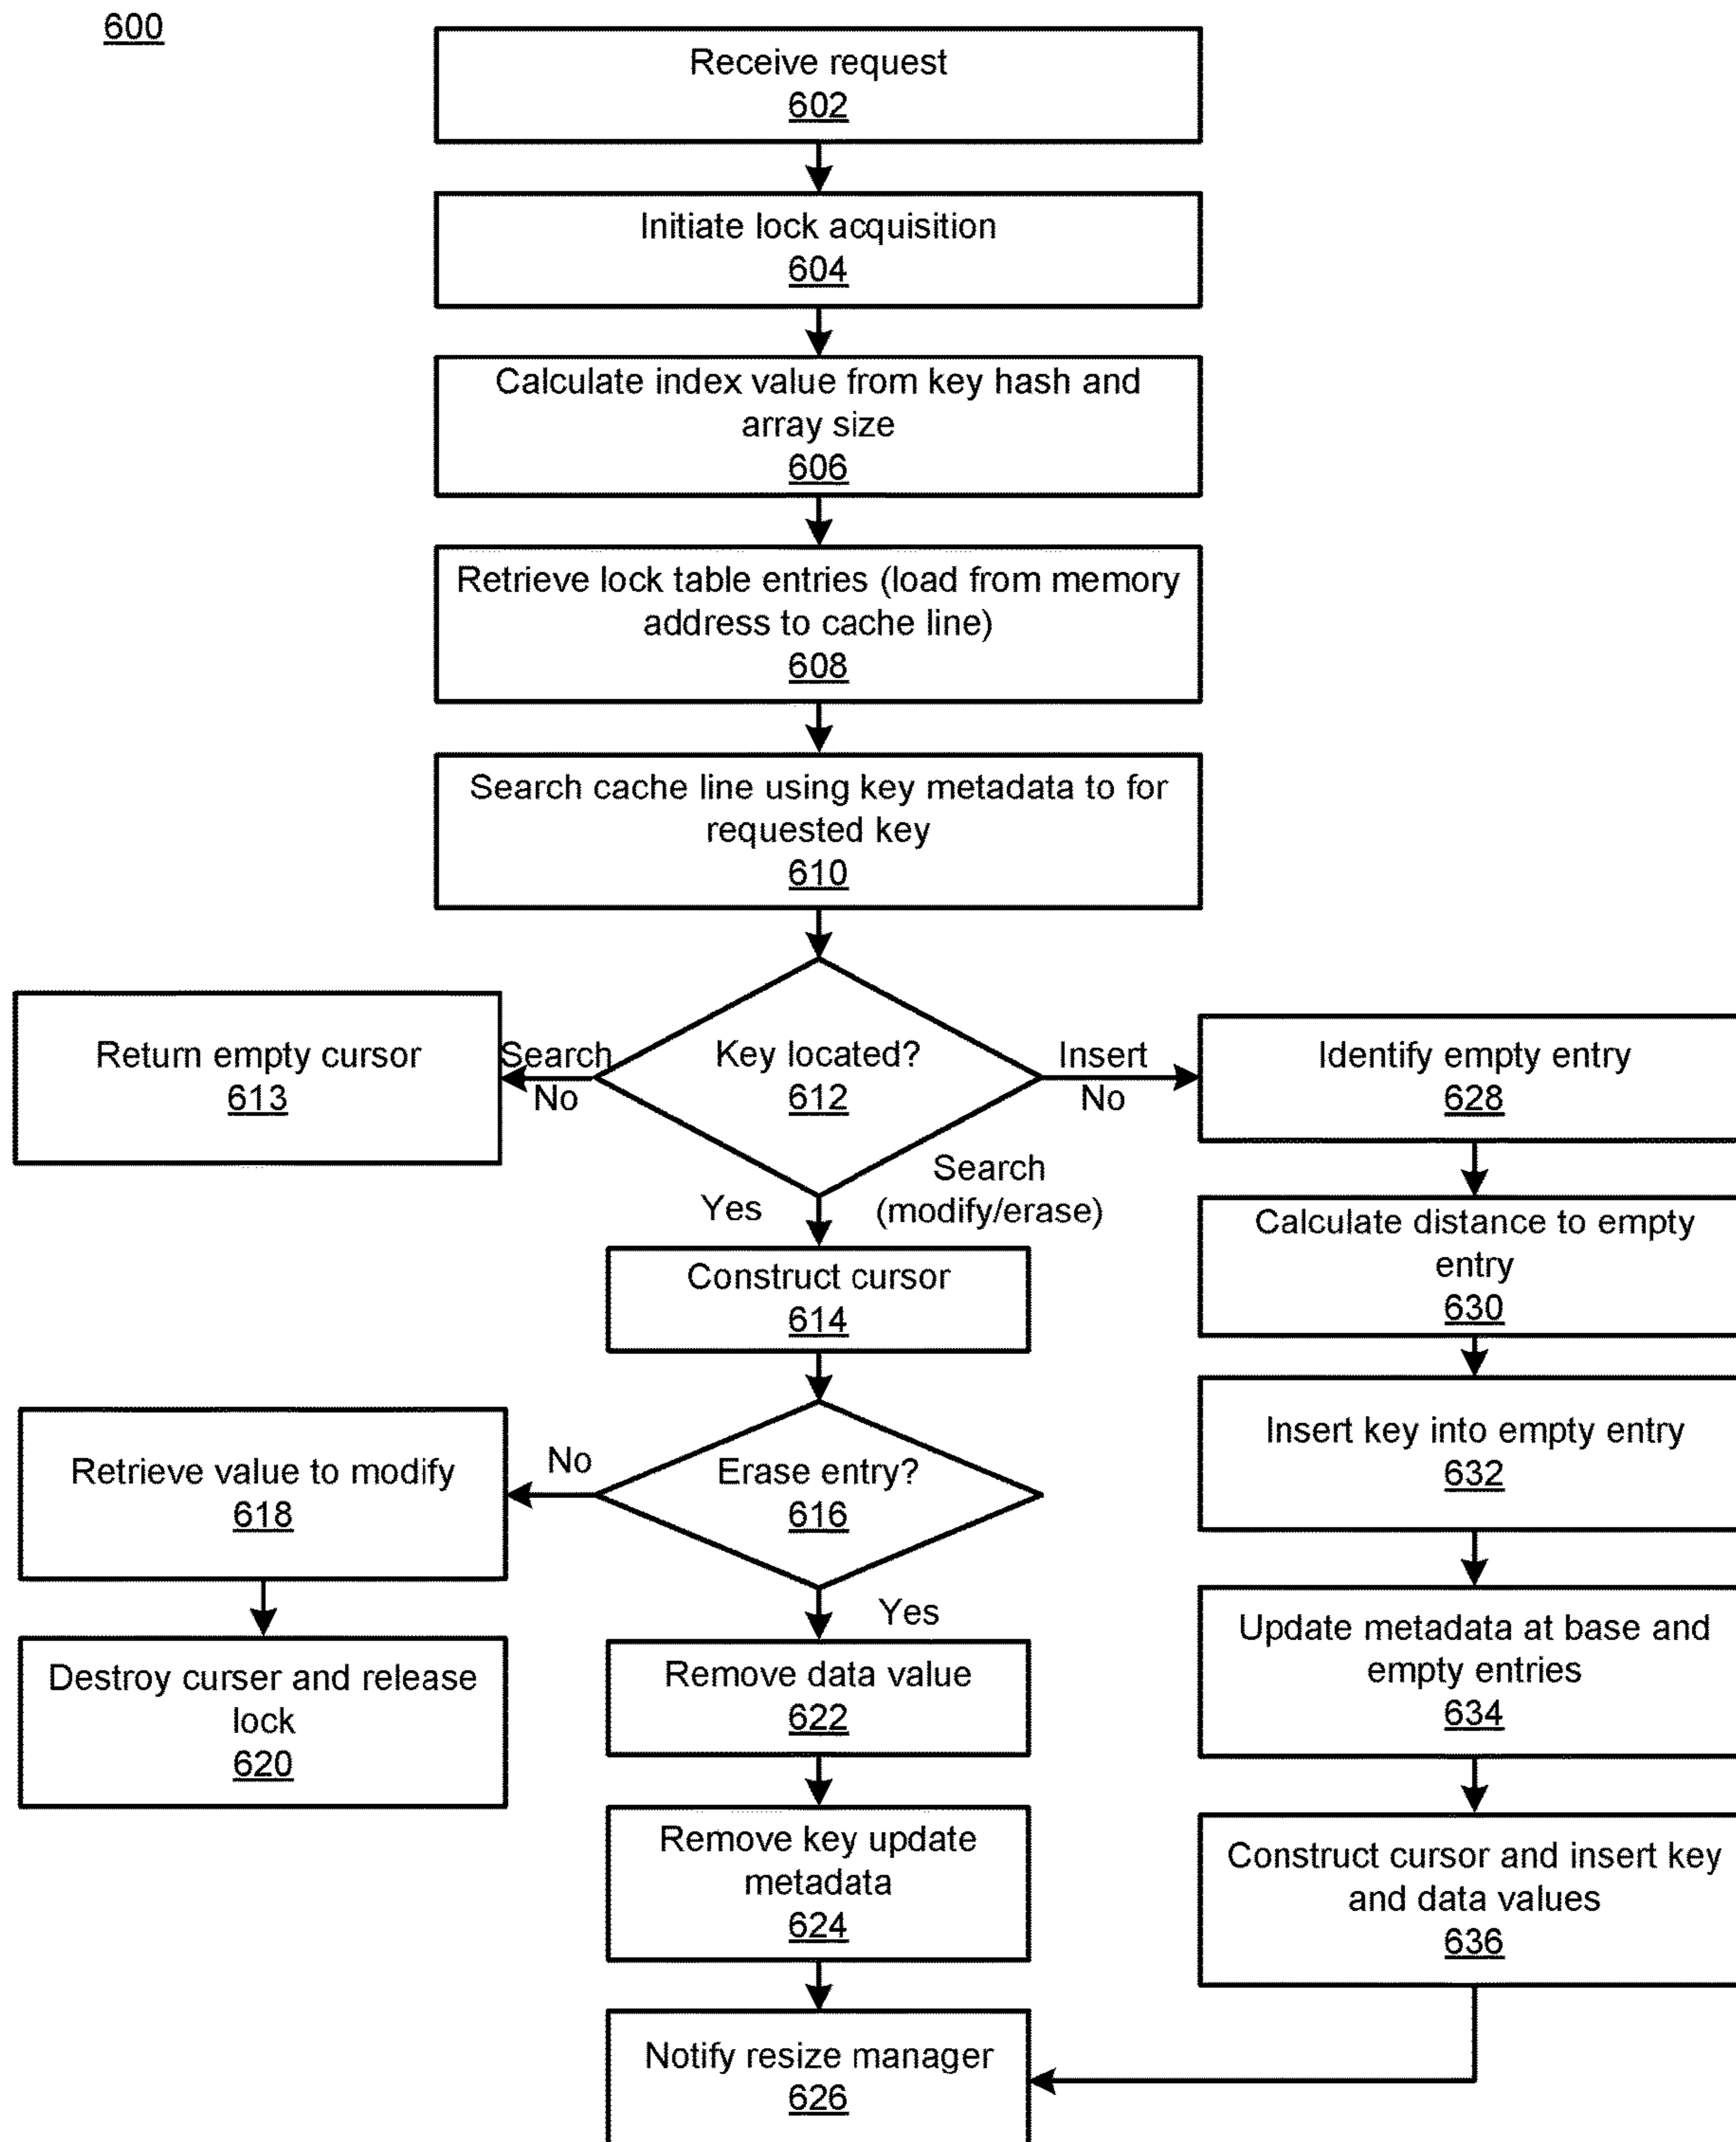 600
Receive request
602
Initiate lock acquisition
604
Calculate index value from key hash and
array size
606
Retrieve lock table entries (load from memory
address to cache line)
608
Search cache line using key metadata to for
requested key
610
Return empty cursor
613
Search
No
Key located?
612
Insert
No
Identify empty entry
628
Yes
Search
(modify/erase)
Calculate distance to empty
entry
630
Construct cursor
614
Insert key into empty entry
632
Retrieve value to modify
618
No
Erase entry?
616
Yes
Update metadata at base and
empty entries
634
Destroy curser and release
lock
620
Remove data value
622
Remove key update
metadata
624
Construct cursor and insert key
and data values
636
Notify resize manager
626